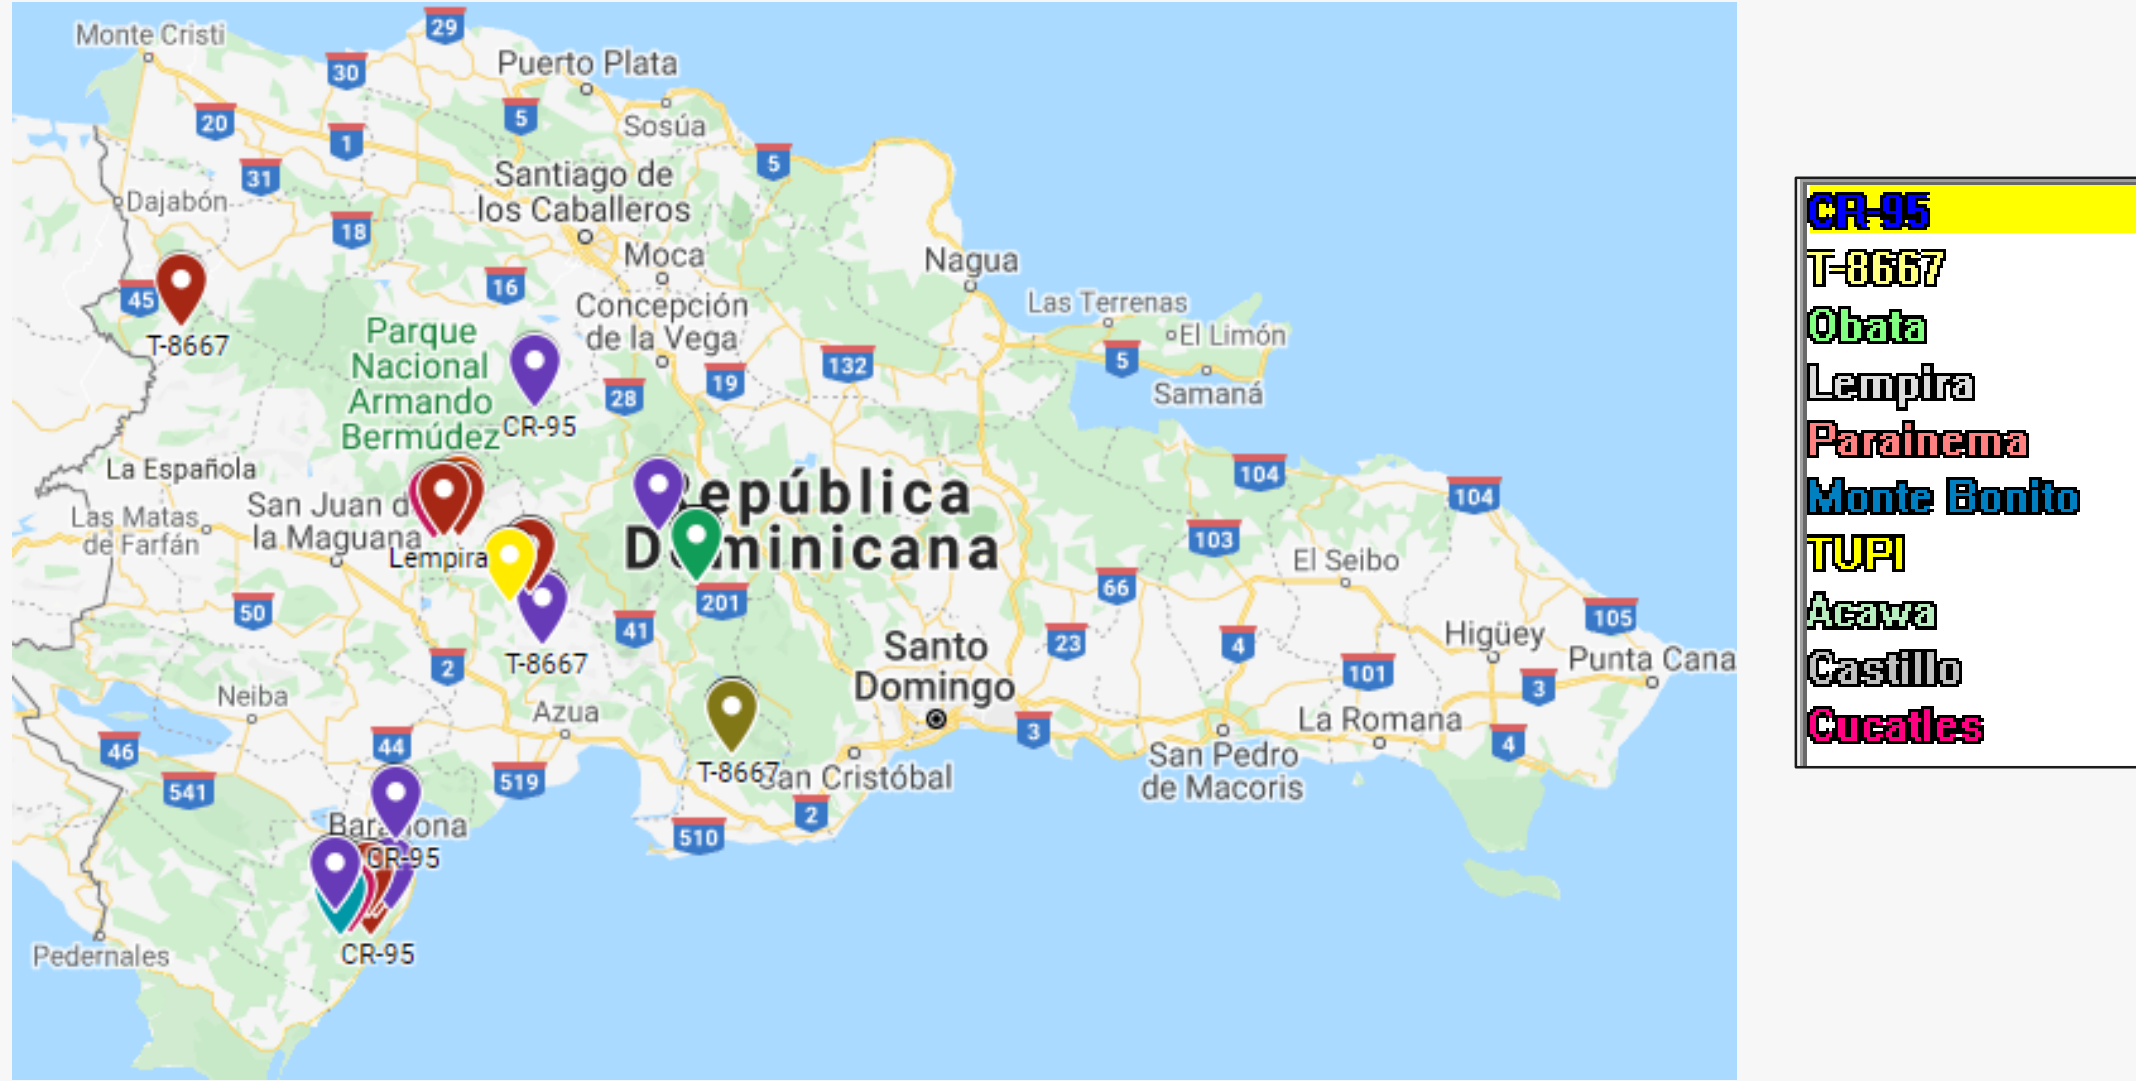 29
Monte Cristi
Puerto Plata
30
20
5
Sosúa
1
5
31
Santiago de
los Caballeros
Dajabón
18
Moca
Nagua
16
45
Concepción
de la Vega
Las Terrenas
El Limón
T-8667
Parque
Nacional
Armando
Bermúdez
132
5
19
28
Samaná
CR-95
La Española
104
104
San Juan d
la Maguana
Las Matas
de Farfán
República
Dominicana
103
Lempira
El Seibo
66
201
50
105
41
23
4
Higüey
T-8667
2
Santo
Domingo
101
Punta Cana
3
Neiba
Azua
La Romana
46
44
3
4
San Pedro
de Macoris
T-8667
San Cristóbal
519
541
2
510
Barahona
CR-95
CR-95
Pedernales
CR-95
T-8667
Obata
Lempira
Parainema
Monte Bonito
TUPI
Acawa
Castillo
Cucatles